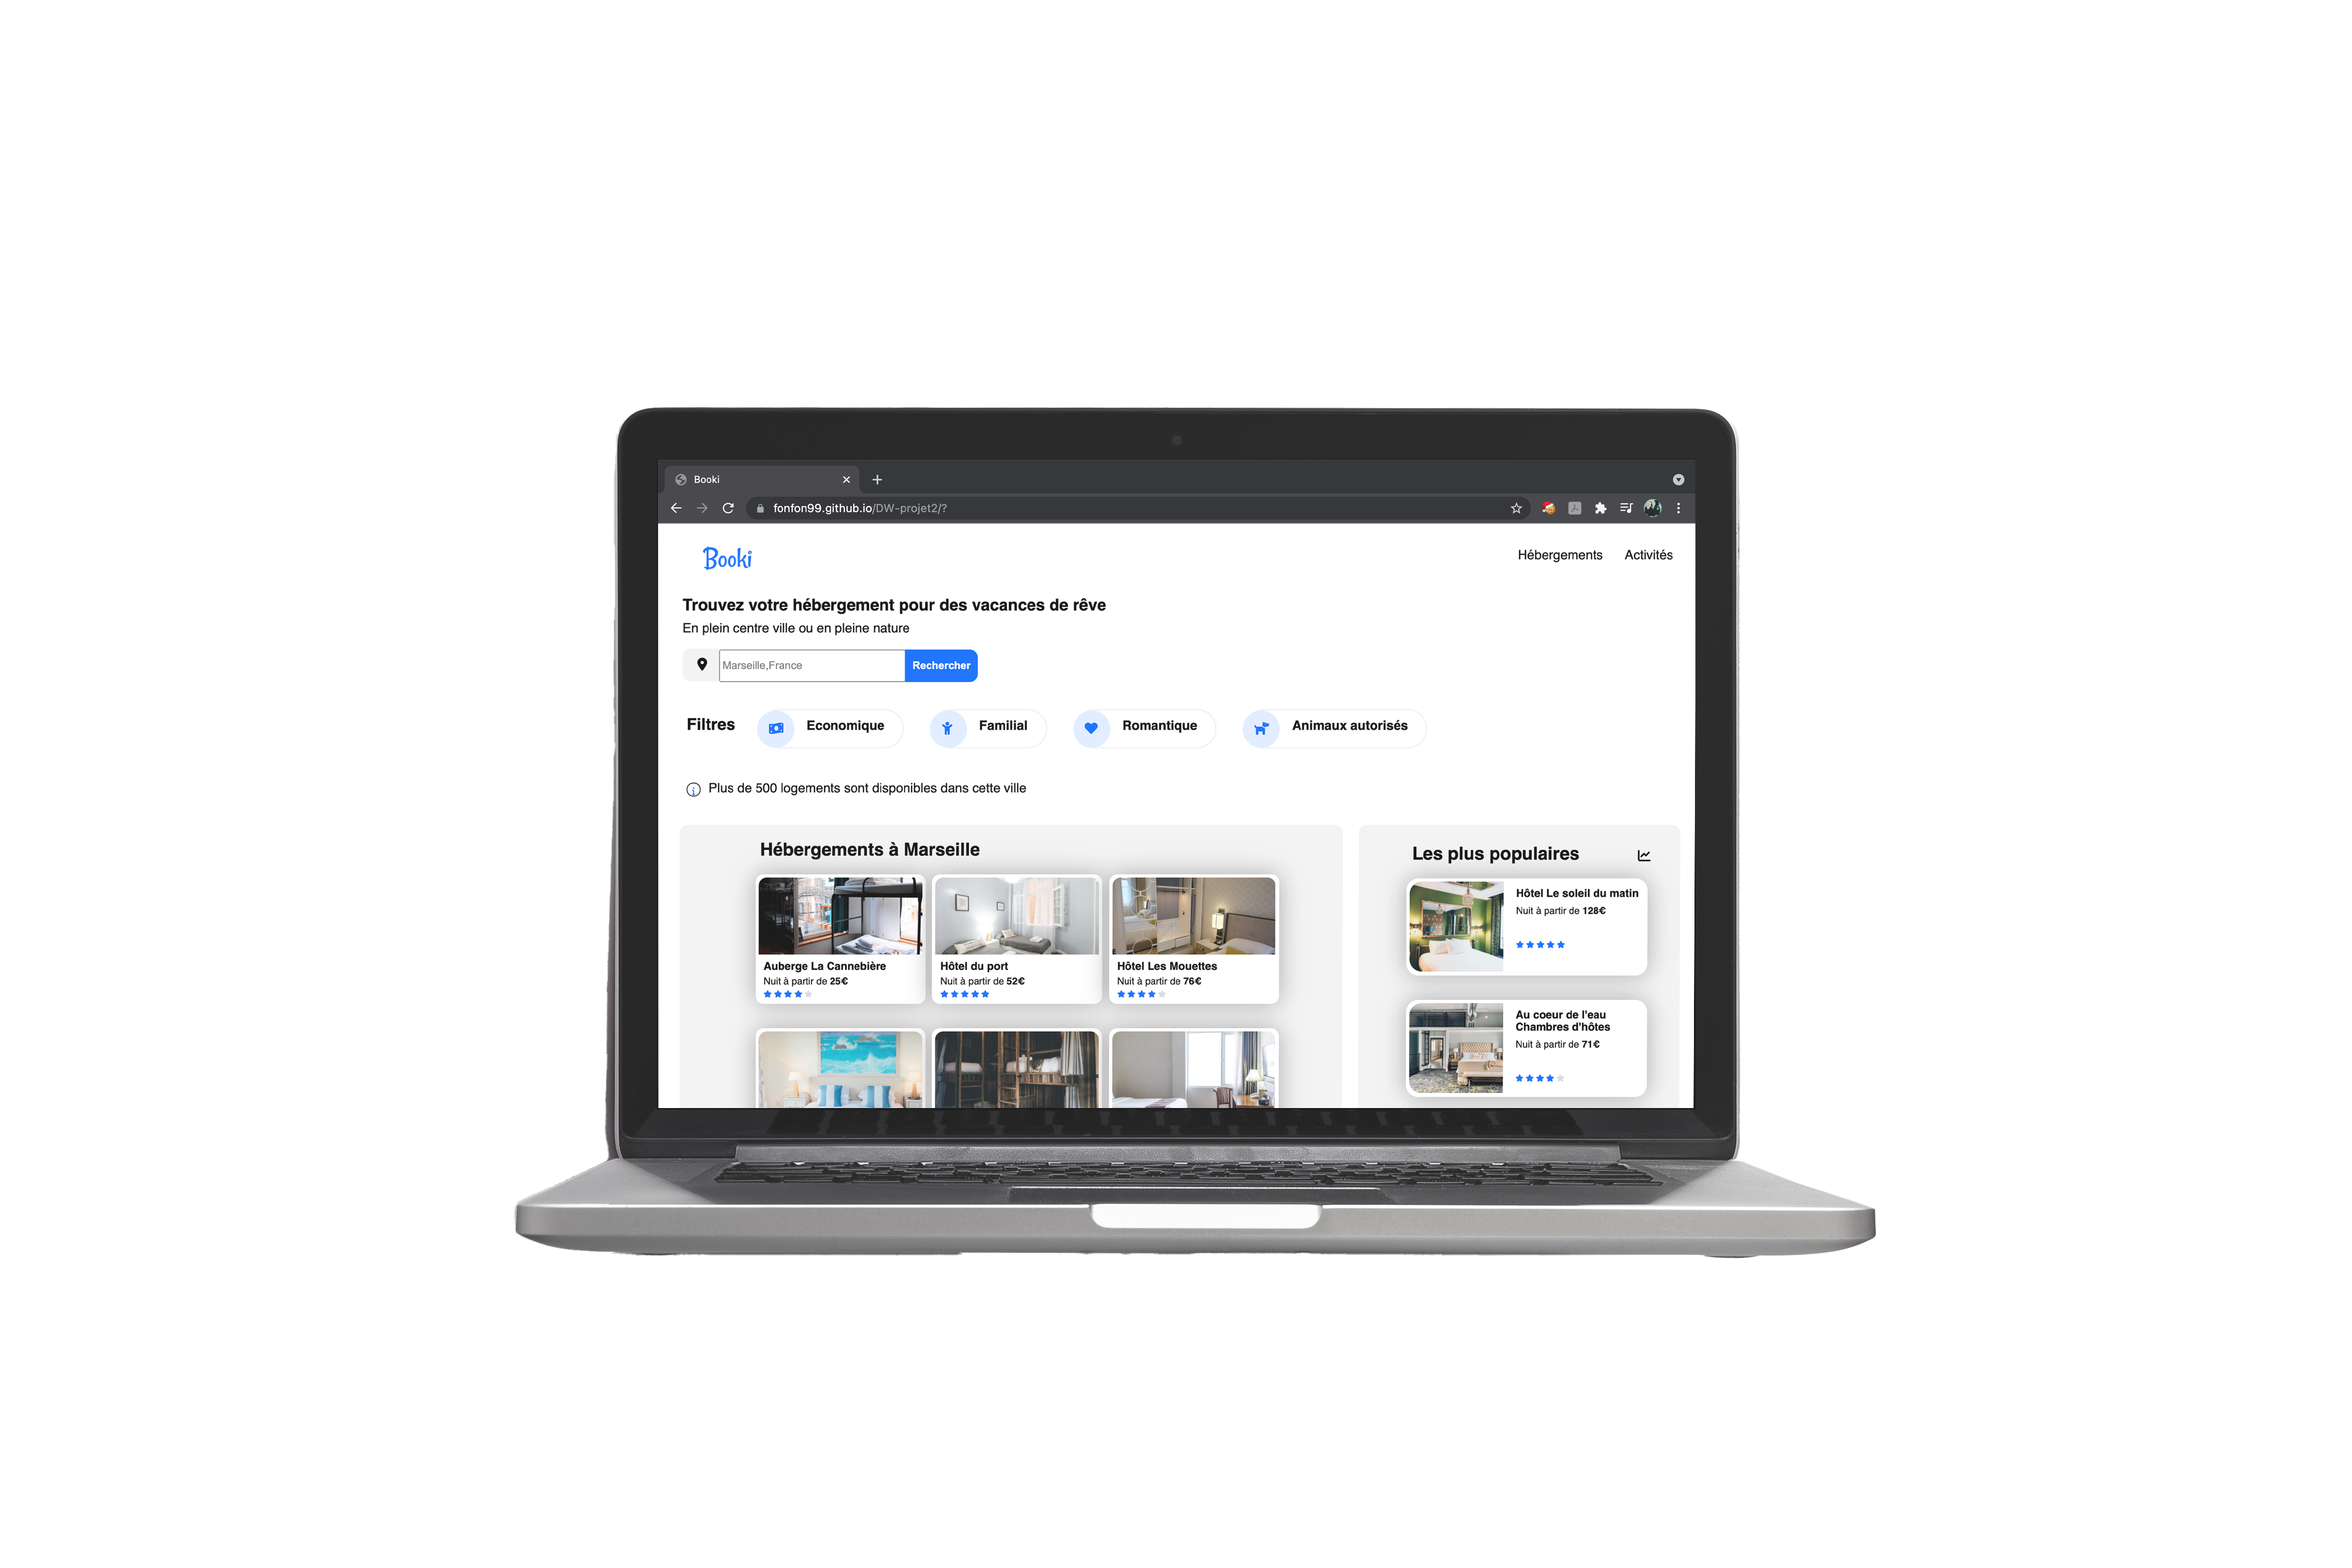 Booki
fonfon99.github.io/DW-projet2/?
Booki
Hébergements Activités
Trouvez votre hébergement pour des vacances de rêve
En plein centre ville ou en pleine nature
Marseille,France Rechercher
Filtres Economique Familial Romantique Animaux autorisés
Plus de 500 logements sont disponibles dans cette ville
Hébergements à Marseille
Auberge La Cannebière
Nuit à partir de 25€
Hôtel du port
Nuit à partir de 52€
Hôtel Les Mouettes
Nuit à partir de 76€
Les plus populaires
Hôtel Le soleil du matin
Nuit à partir de 128€
Au coeur de l'eau
Chambres d'hôtes
Nuit à partir de 71€